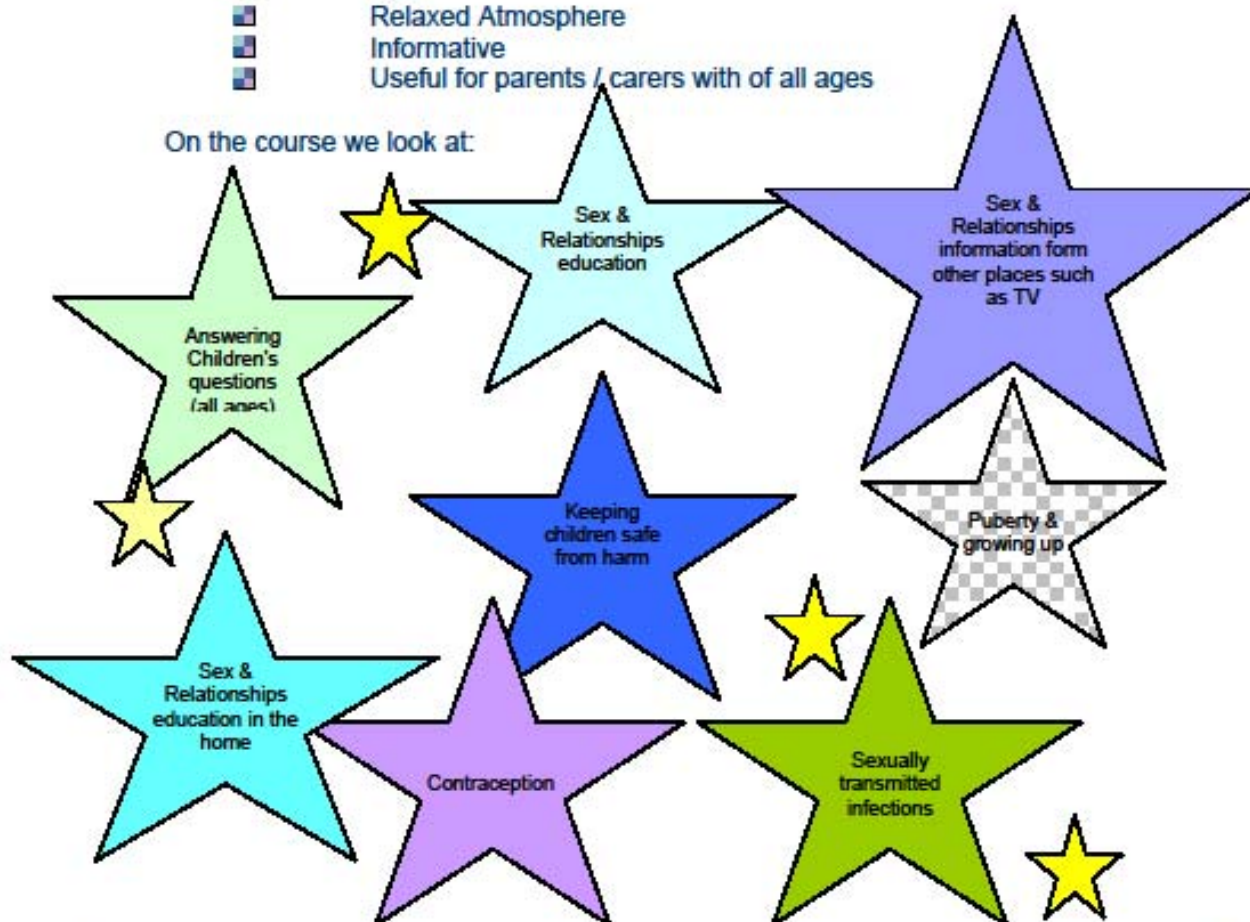 Relaxed Atmosphere
Informative
Useful for parents / carers with of all ages
On the course we look at:
Sex &
Relationships
education
Sex &
Relationships
information form
other places such
as TV
Answering
Children's
questions
(all ages)
Keeping
children safe
from harm
Puberty &
growing up
Sex &
Relationships
education in the
home
Contraception
Sexually
transmitted
infections